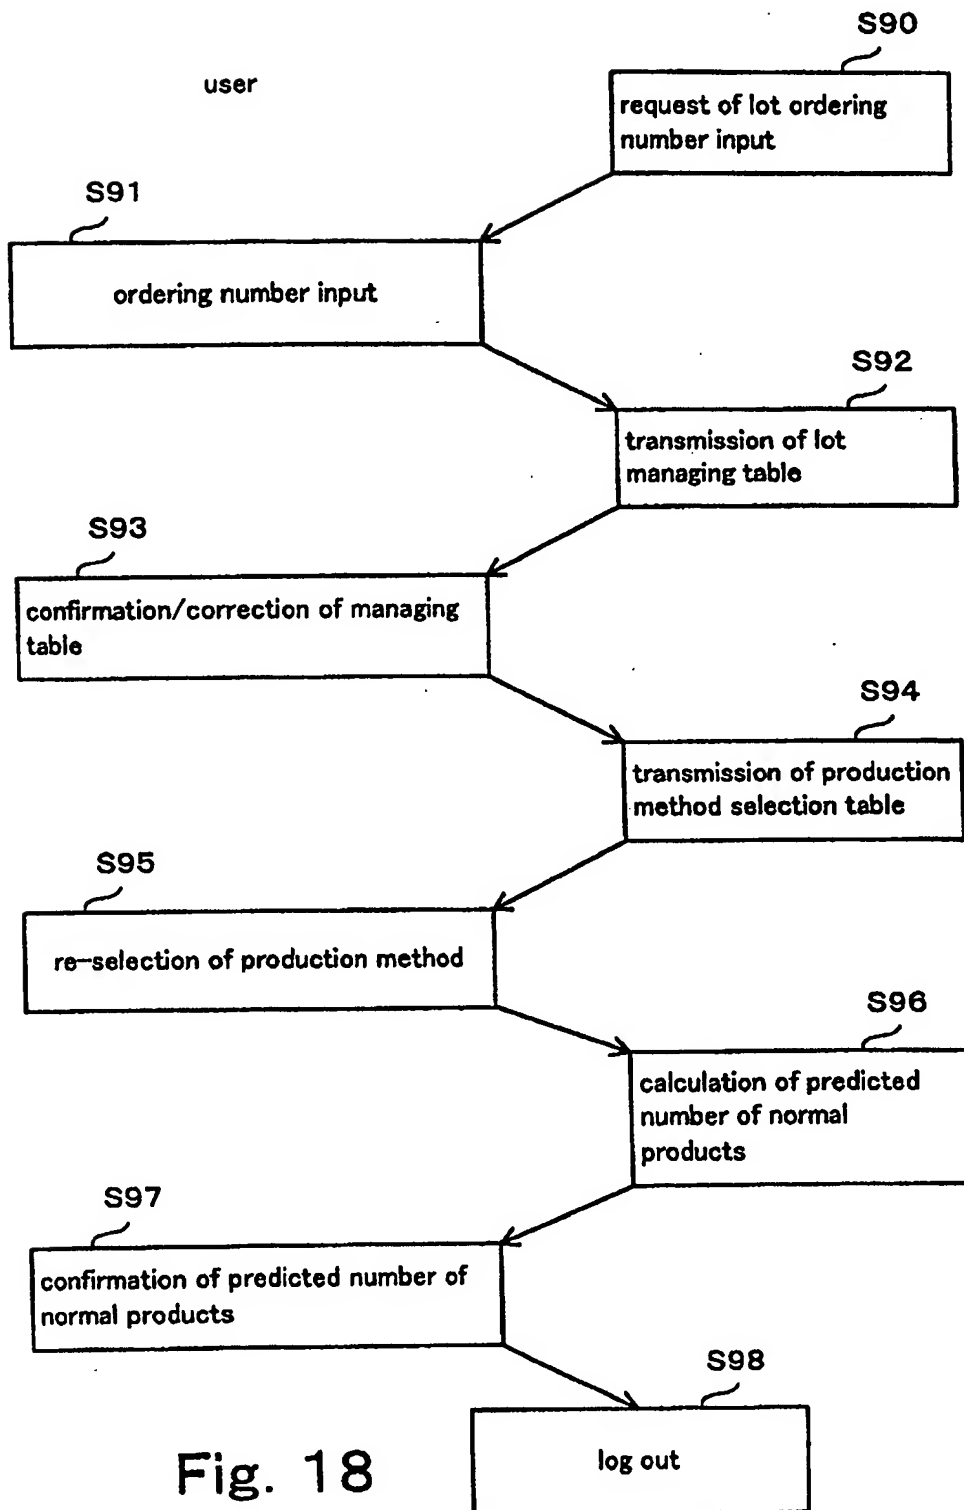 S90
user
request of lot ordering
number input
S91
ordering number input
S92
transmission of lot
managing table
S93
confirmation/correction of managing
table
S94
transmission of production
method selection table
S95
re-selection of production method
S96
calculation of predicted
number of normal
products
S97
confirmation of predicted number of
normal products
S98
log out
Fig. 18